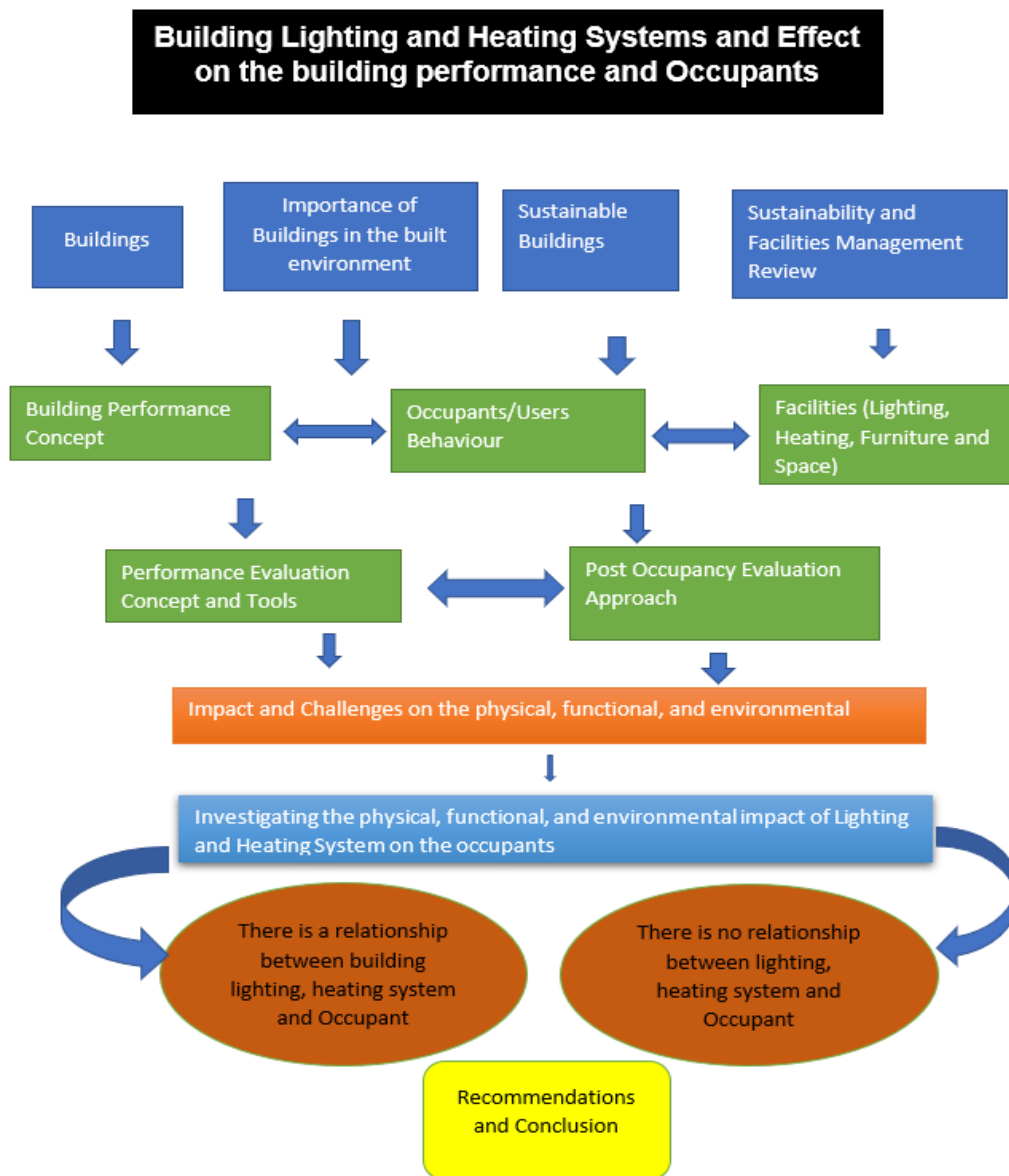 Building Lighting and Heating Systems and Effect
on the building performance and Occupants
Buildings
Importance of
Buildings in the built
environment
Sustainable
Buildings
Sustainability and
Facilities Management
Review
Building Performance
Concept
Occupants/Users
Behaviour
Facilities (Lighting,
Heating, Furniture and
Space)
Performance Evaluation
Concept and Tools
Post Occupancy Evaluation
Approach
Impact and Challenges on the physical, functional, and environmental
Investigating the physical, functional, and environmental impact of Lighting
and Heating System on the occupants
There is a relationship
between building
lighting, heating system
and Occupant
There is no relationship
between lighting,
heating system and
Occupant
Recommendations
and Conclusion